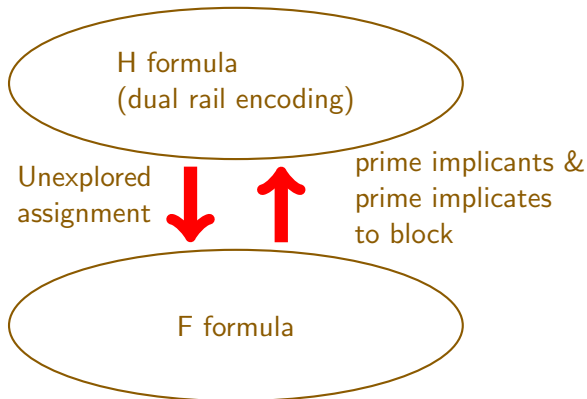 H formula
(dual rail encoding)
Unexplored
assignment
prime implicants &
prime implicates
to block
F formula